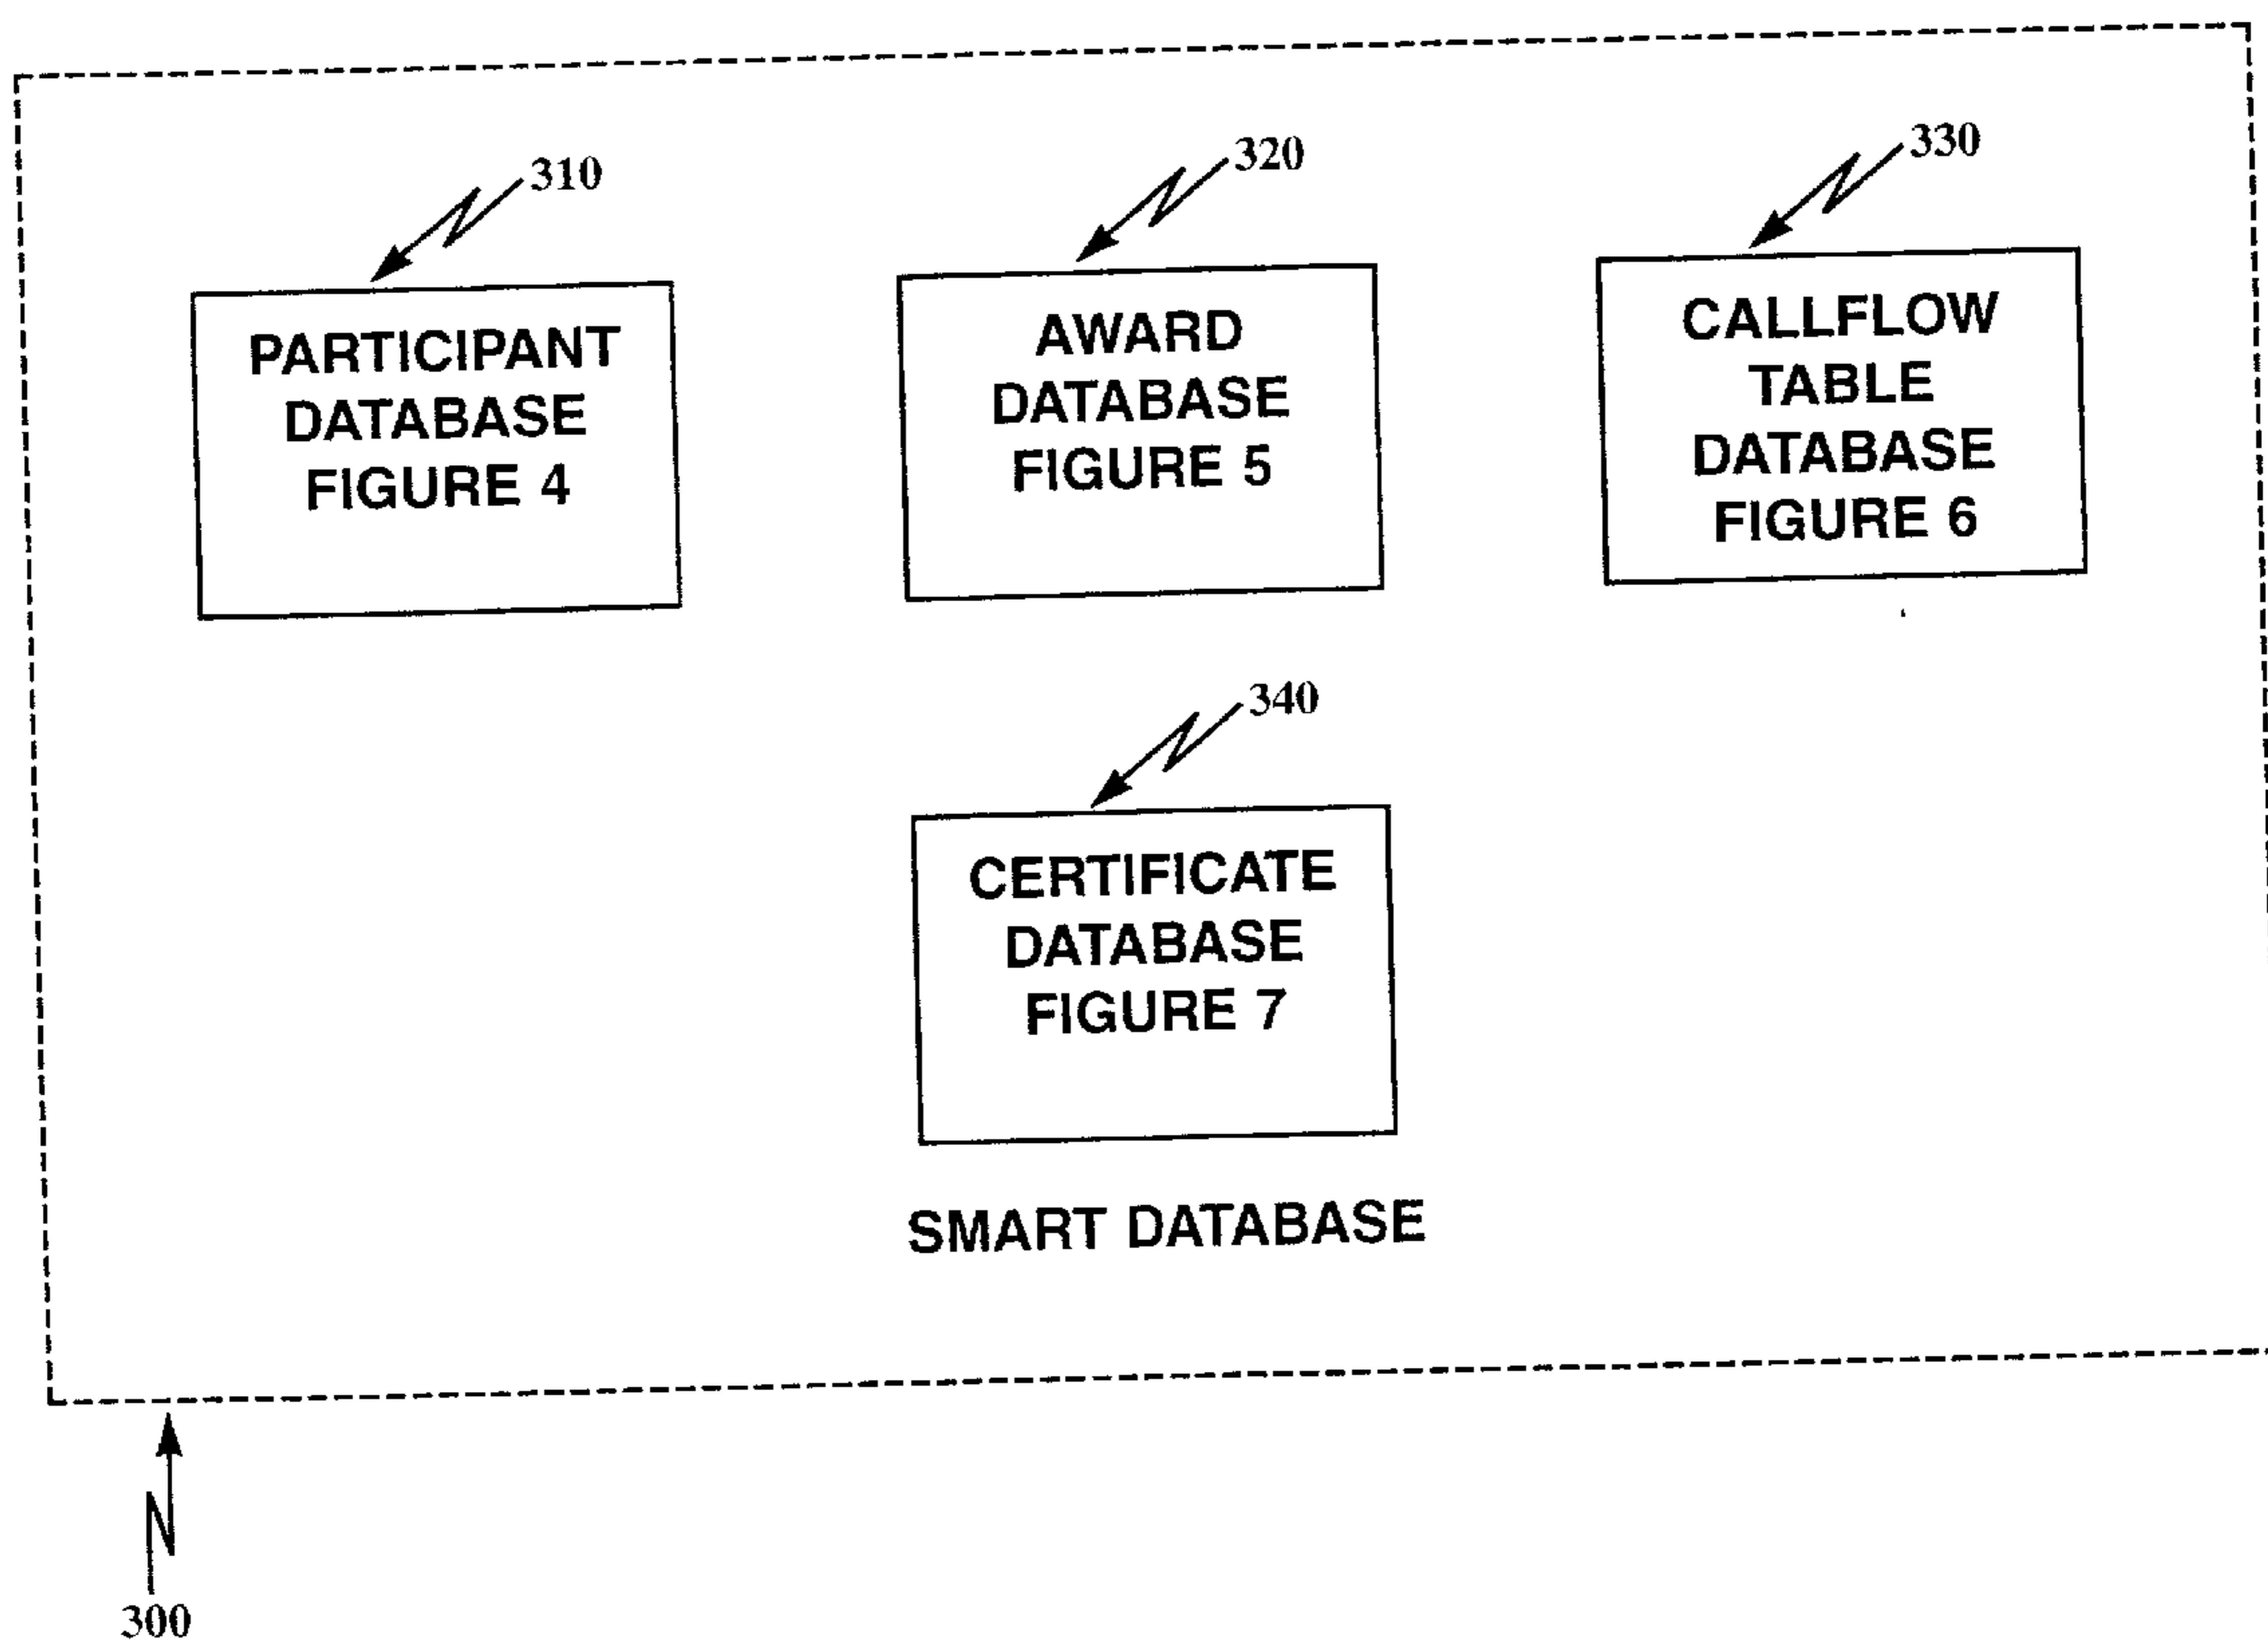 310
320
330
PARTICIPANT
DATABASE
FIGURE 4
AWARD
DATABASE
FIGURE 5
CALLFLOW
TABLE
DATABASE
FIGURE 6
340
CERTIFICATE
DATABASE
FIGURE 7
SMART DATABASE
300